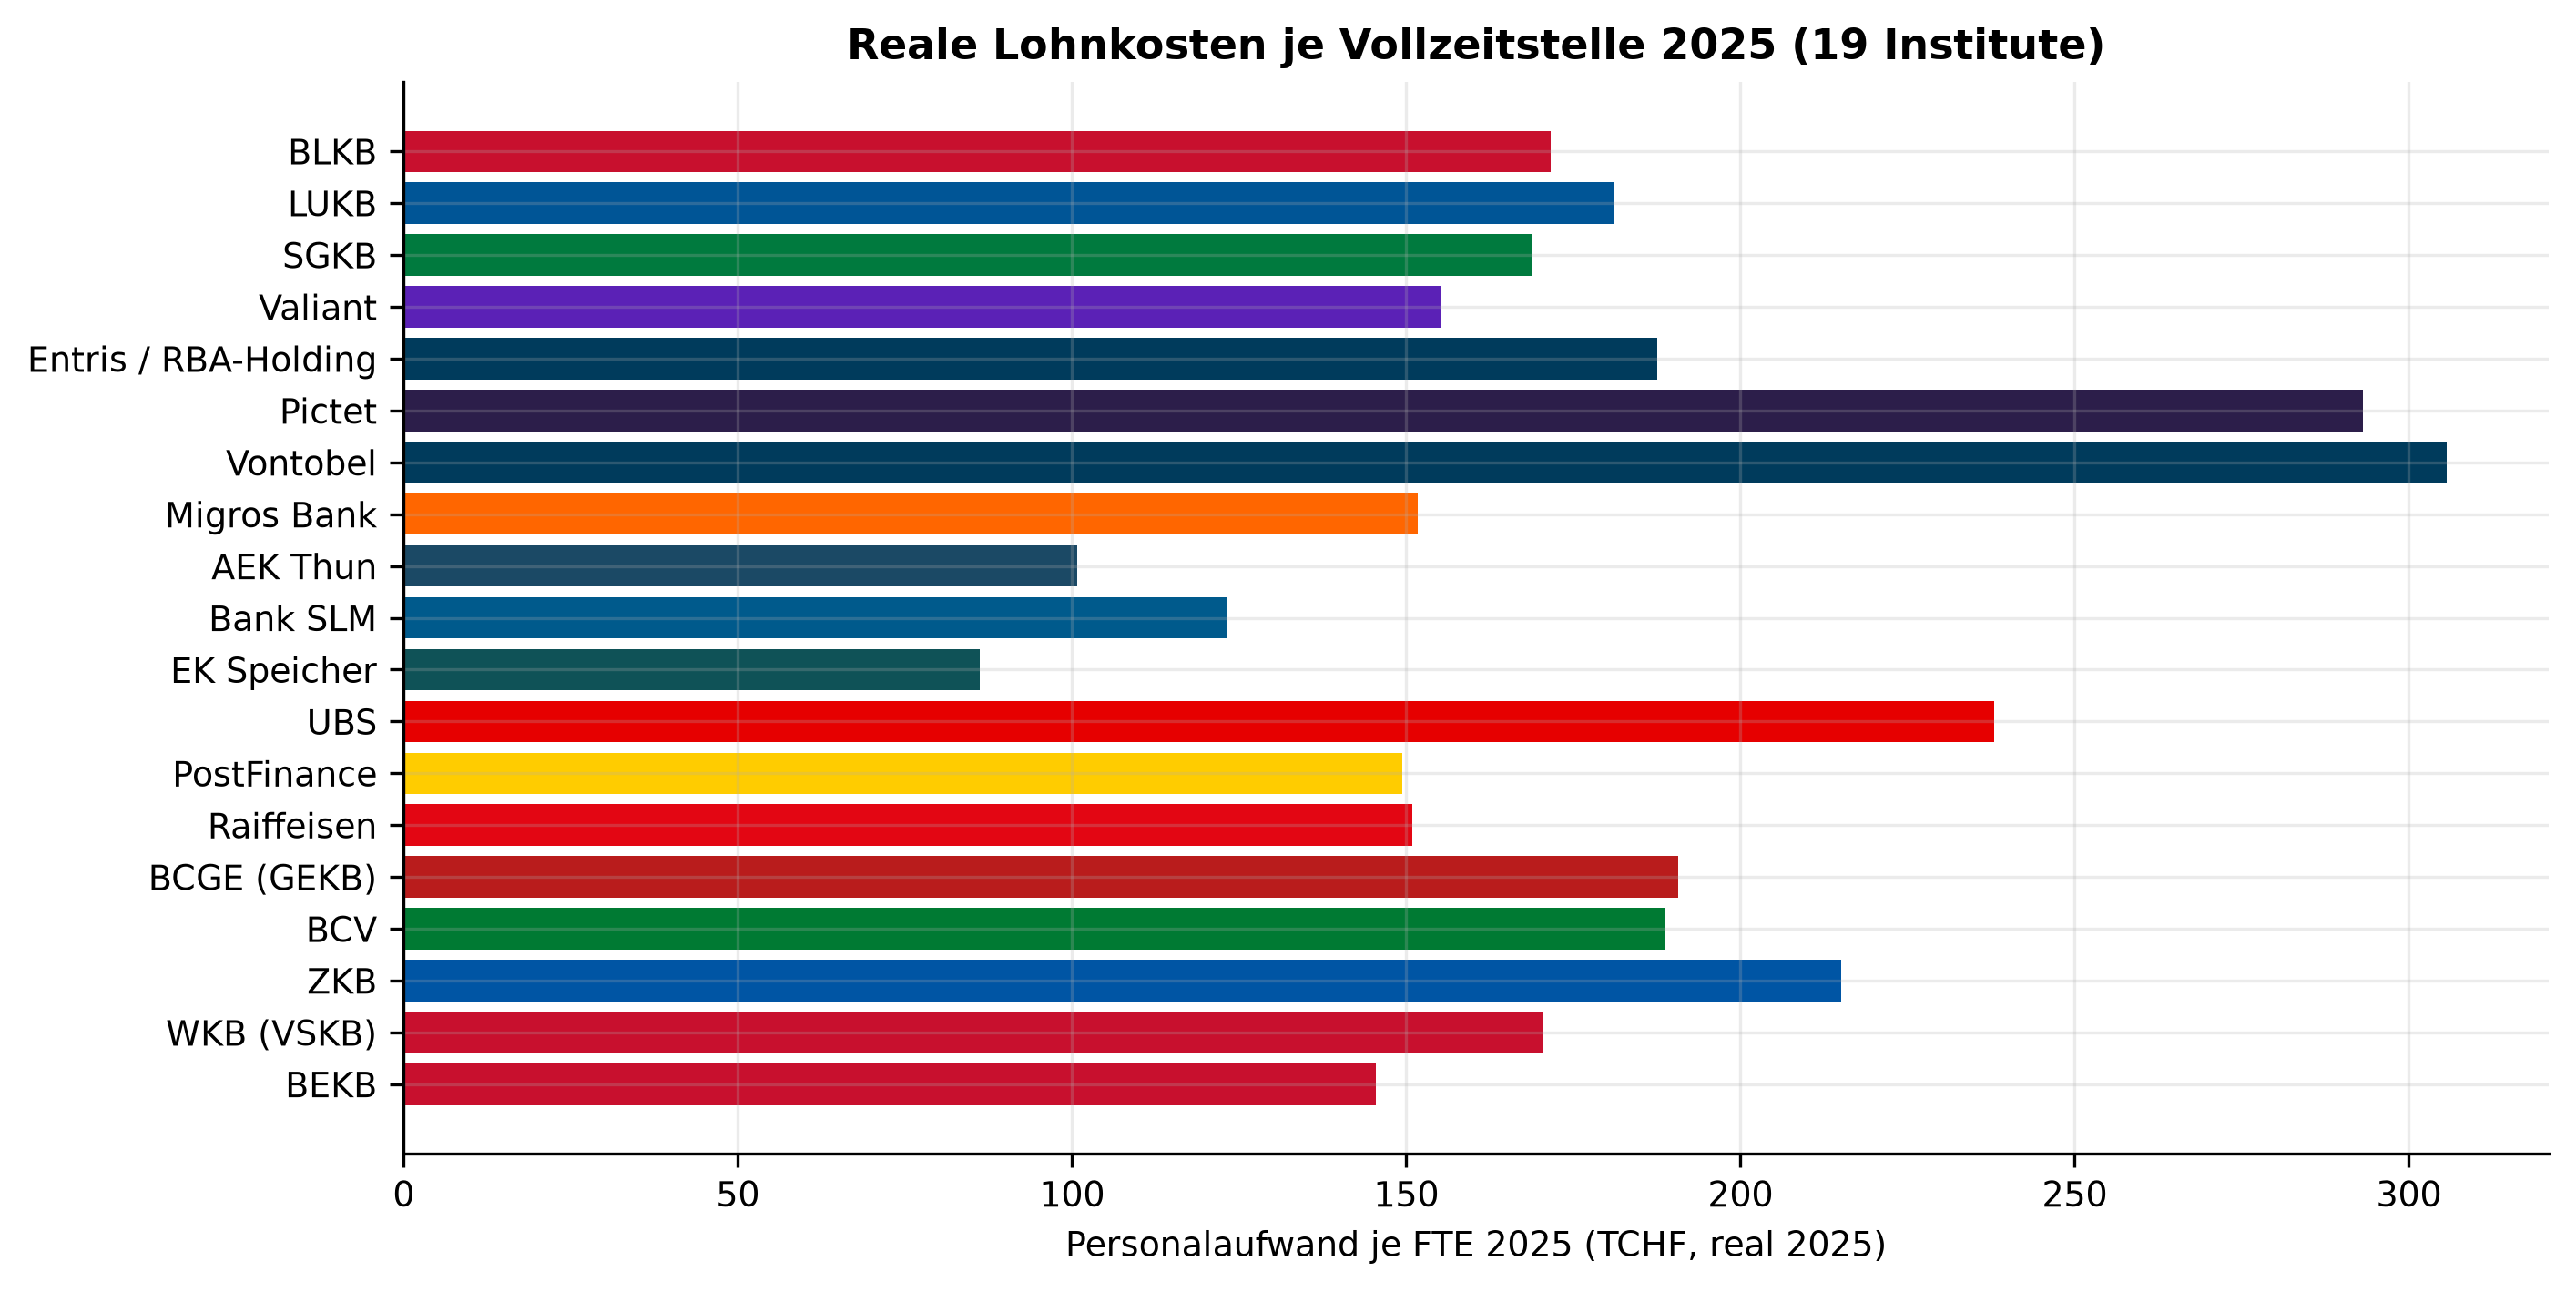 Reale Lohnkosten je Vollzeitstelle 2025 (19 Institute)
BLKB
LUKB
SGKB
Valiant
Entris / RBA-Holding
Pictet
Vontobel
Migros Bank
AEK Thun
Bank SLM
EK Speicher
UBS
PostFinance
Raiffeisen
BCGE (GEKB)
BCV
ZKB
WKB (VSKB)
BEKB
0 50 100 150 200 250 300
Personalaufwand je FTE 2025 (TCHF, real 2025)